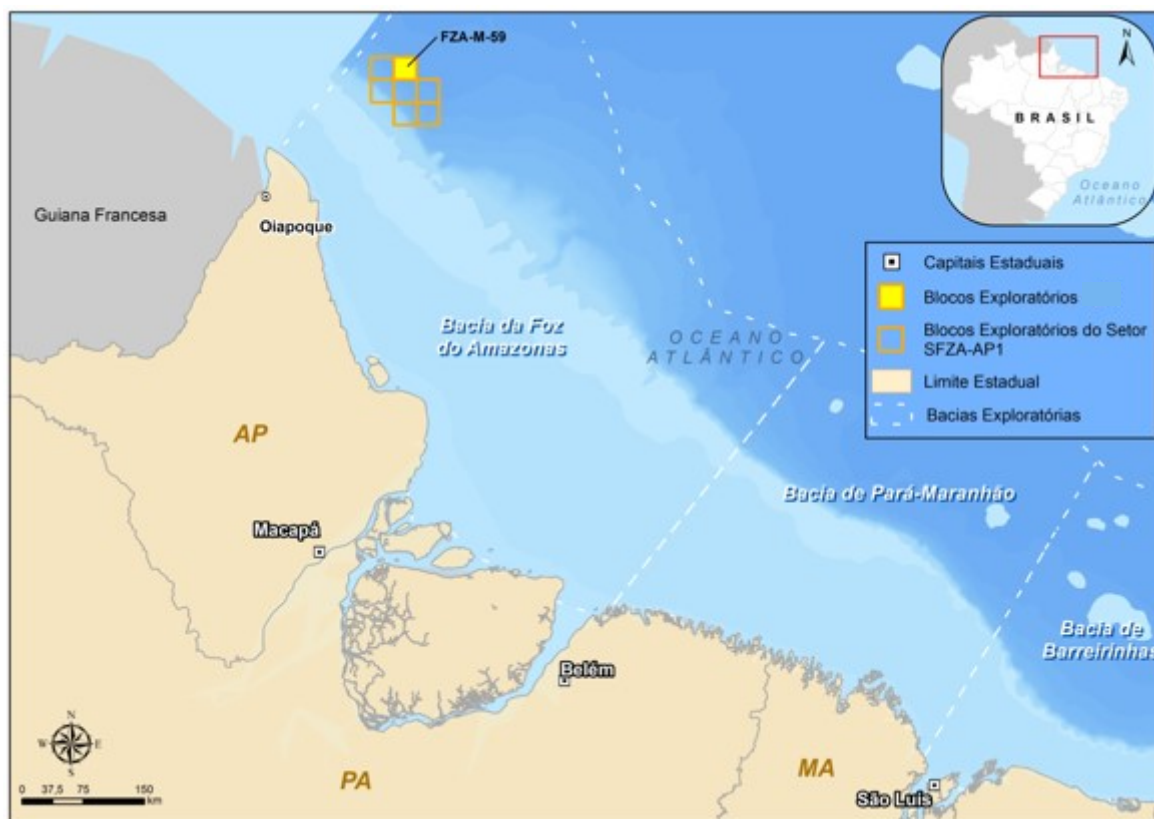 FZA-M-59
N
BRASIL
Oceano
Atlântico
Guiana Francesa
Oiapoque
Capitais Estaduais
Blocos Exploratórios
Blocos Exploratórios do Setor
SFZA-AP1
Limite Estadual
Bacias Exploratórias
Bacia da Foz
do Amazonas
OCEANO
ATLÂNTICO
AP
Macapá
Bacia de Pará-Maranhão
Bacia de
Barreirinhas
Belém
N
W E
S
PA
MA
São Luís
0 37,5 75 150
km